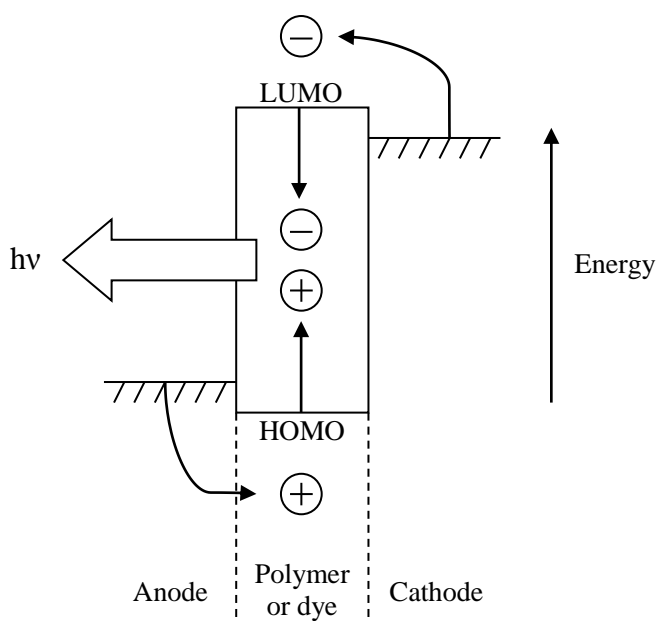 −
LUMO
−
hν
+
Energy
HOMO
+
Anode
Polymer
or dye
Cathode